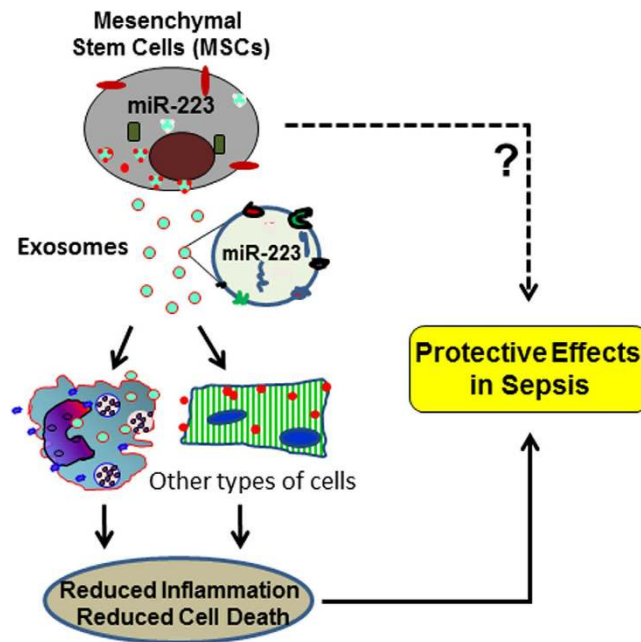 Mesenchymal
Stem Cells (MSCs)
miR-223
?
Exosomes
miR-223
Protective Effects
in Sepsis
Other types of cells
Reduced Inflammation
Reduced Cell Death